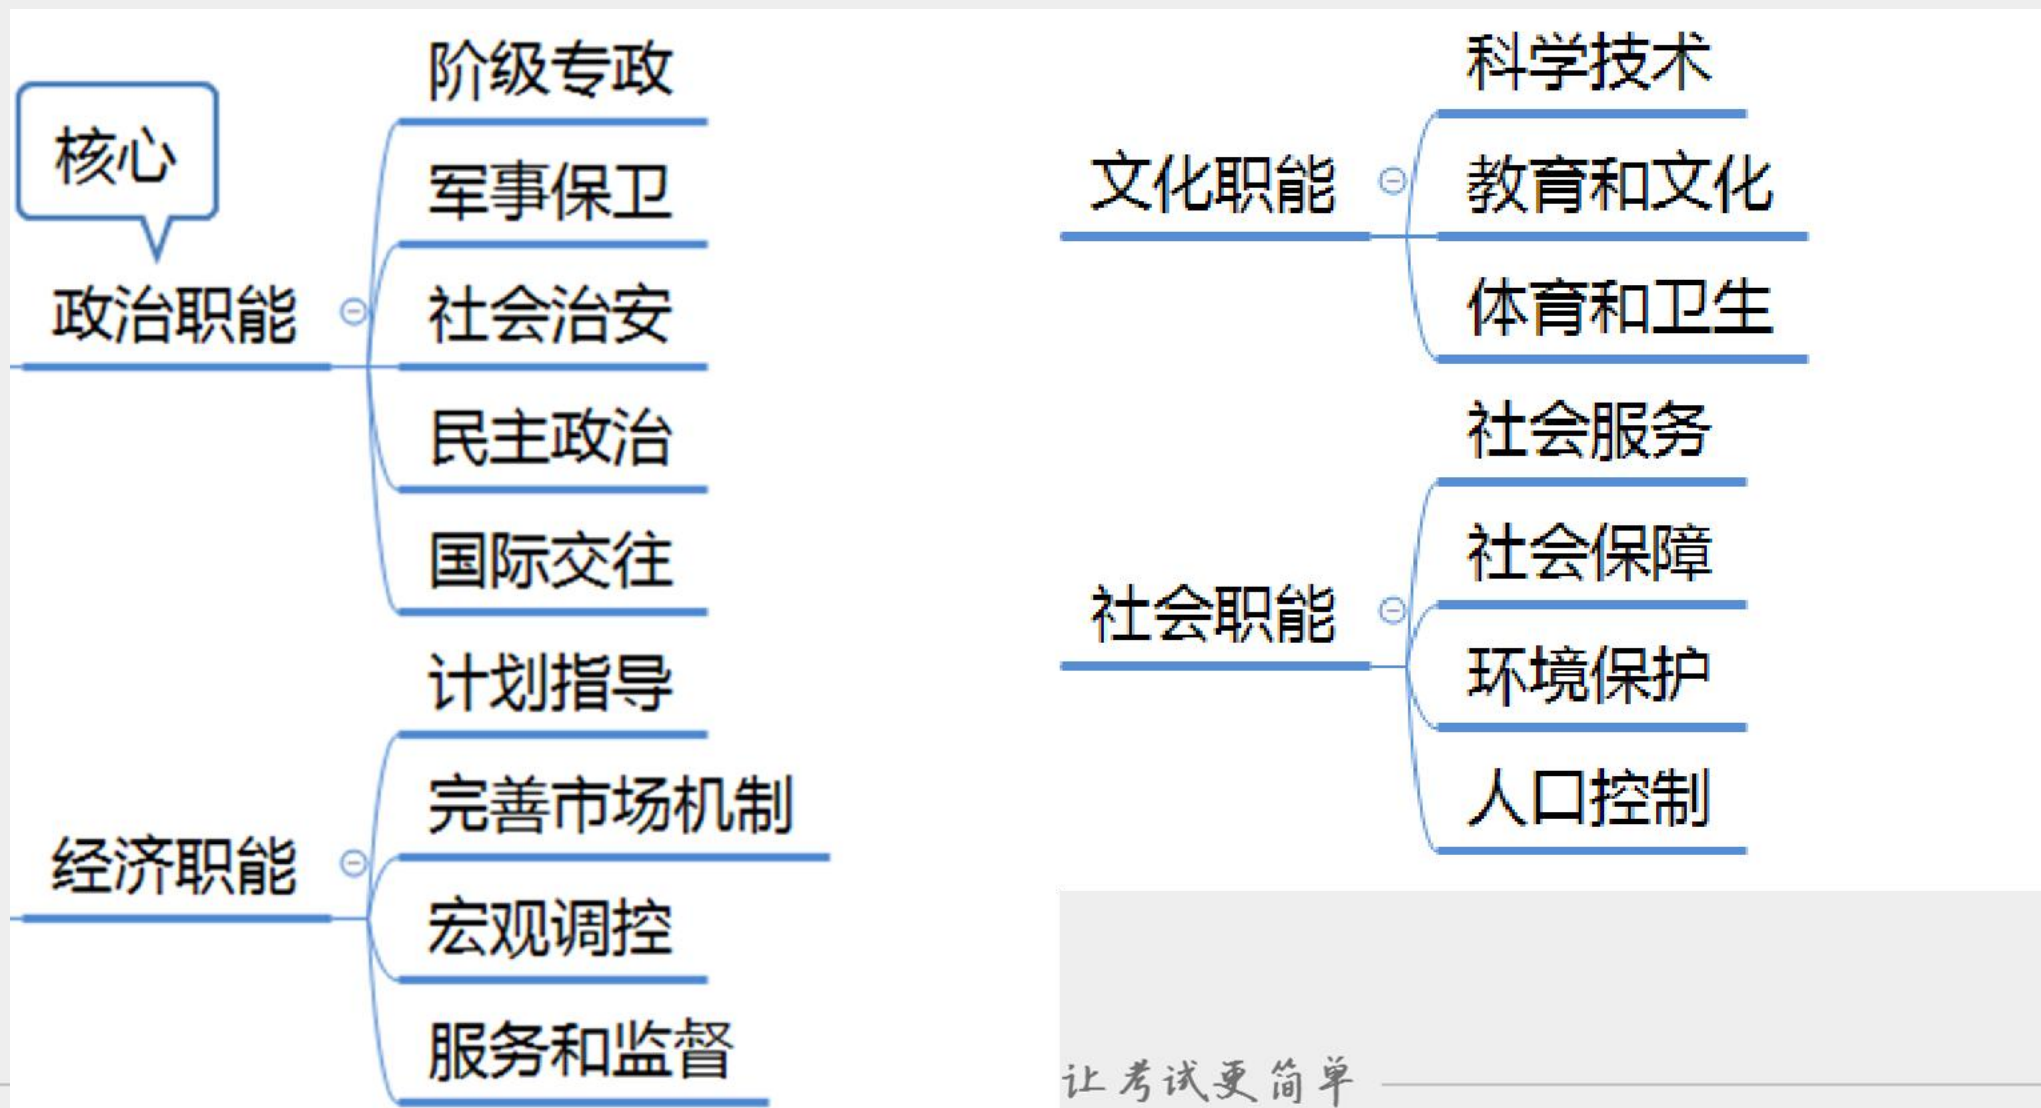 核心
政治职能
阶级专政
军事保卫
社会治安
民主政治
国际交往
经济职能
计划指导
完善市场机制
宏观调控
服务和监督
文化职能
科学技术
教育和文化
体育和卫生
社会职能
社会服务
社会保障
环境保护
人口控制
让考试更简单